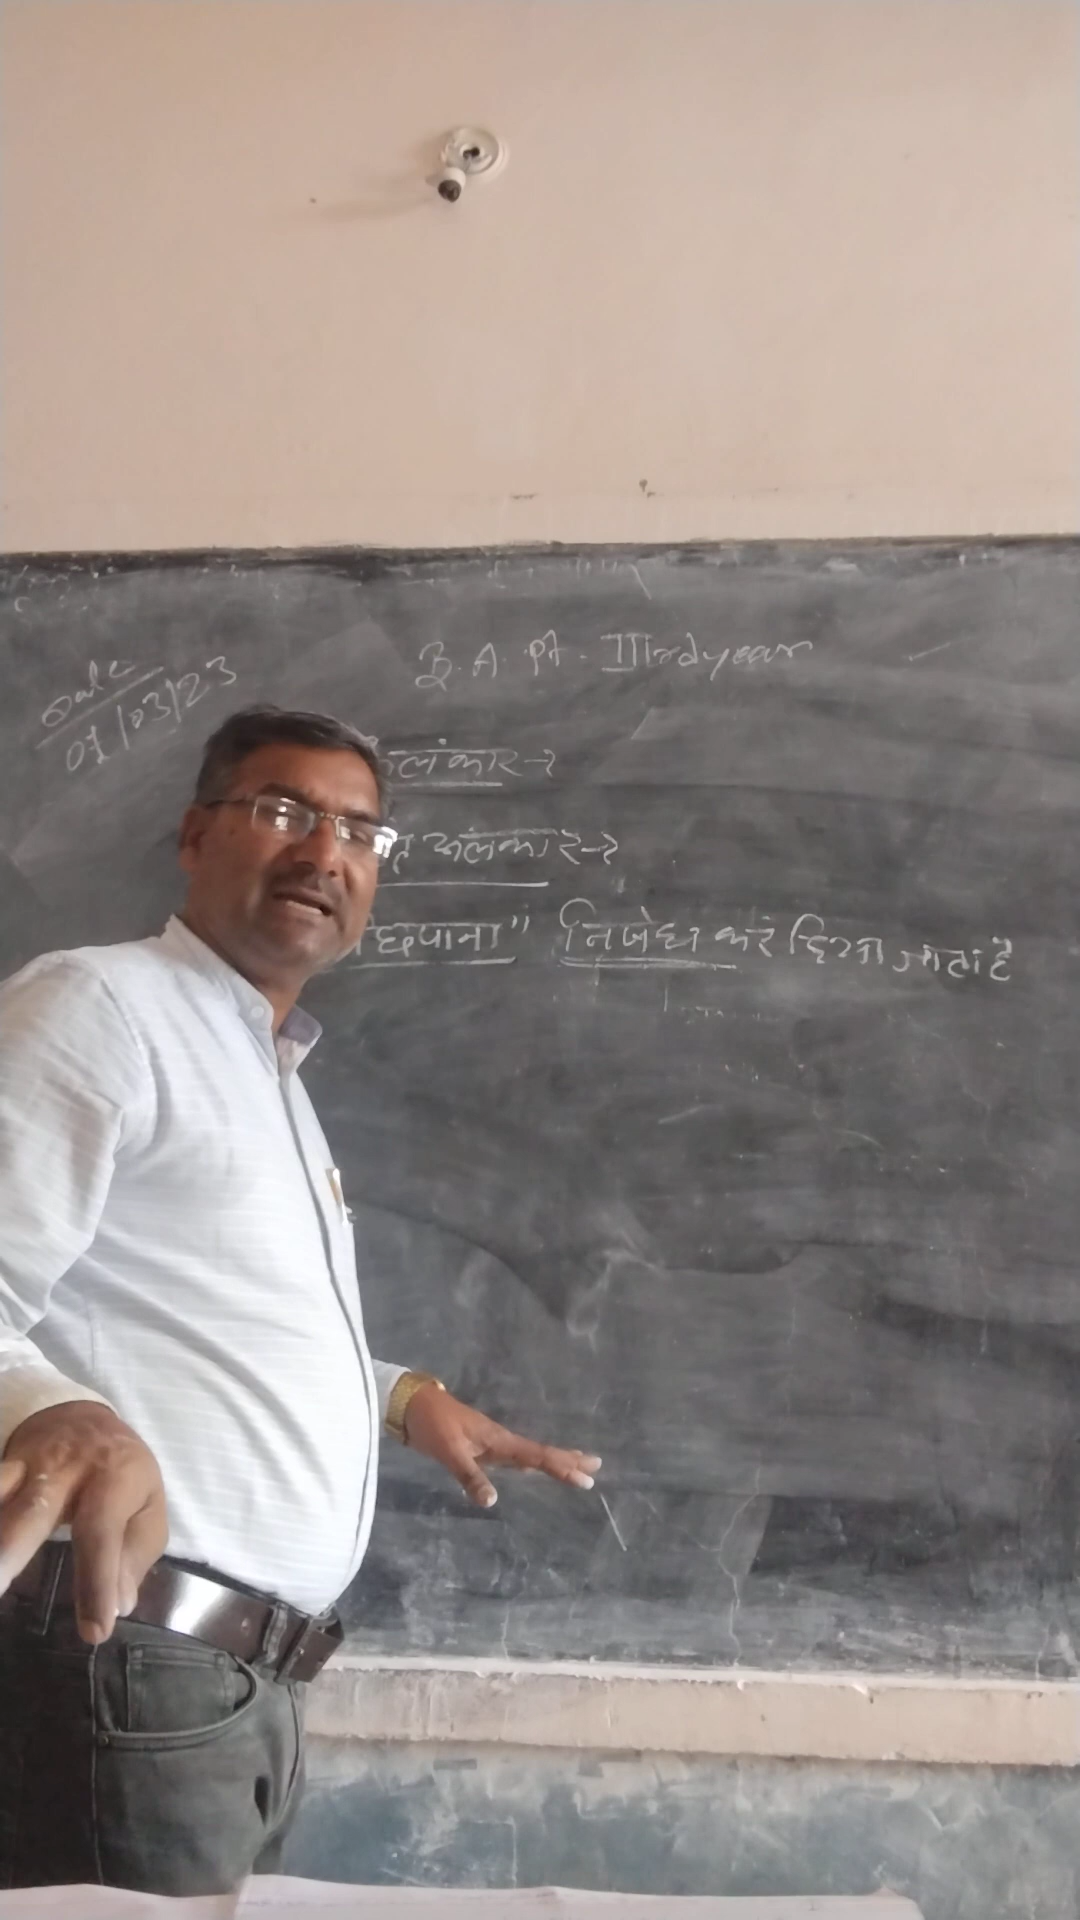 Date
01/03/23
B.A. Pt. IIIrd year
अलंकार→
अलंकार→
छिपाना" निषेध कर दिया जाता है